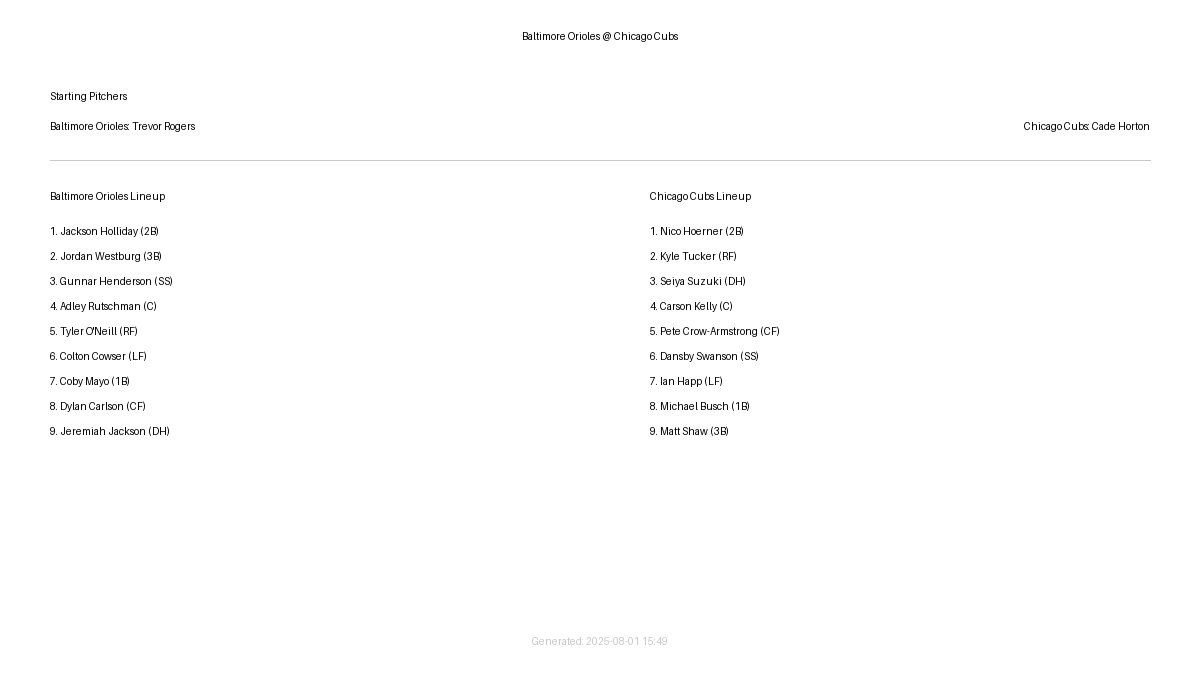 Baltimore Orioles @ Chicago Cubs
Starting Pitchers
Baltimore Orioles: Trevor Rogers
Chicago Cubs: Cade Horton
Baltimore Orioles Lineup
1. Jackson Holliday (2B)
2. Jordan Westburg (3B)
3. Gunnar Henderson (SS)
4. Adley Rutschman (C)
5. Tyler O'Neill (RF)
6. Colton Cowser (LF)
7. Coby Mayo (1B)
8. Dylan Carlson (CF)
9. Jeremiah Jackson (DH)
Chicago Cubs Lineup
1. Nico Hoerner (2B)
2. Kyle Tucker (RF)
3. Seiya Suzuki (DH)
4. Carson Kelly (C)
5. Pete Crow-Armstrong (CF)
6. Dansby Swanson (SS)
7. Ian Happ (LF)
8. Michael Busch (1B)
9. Matt Shaw (3B)
Generated: 2025-08-01 15:49